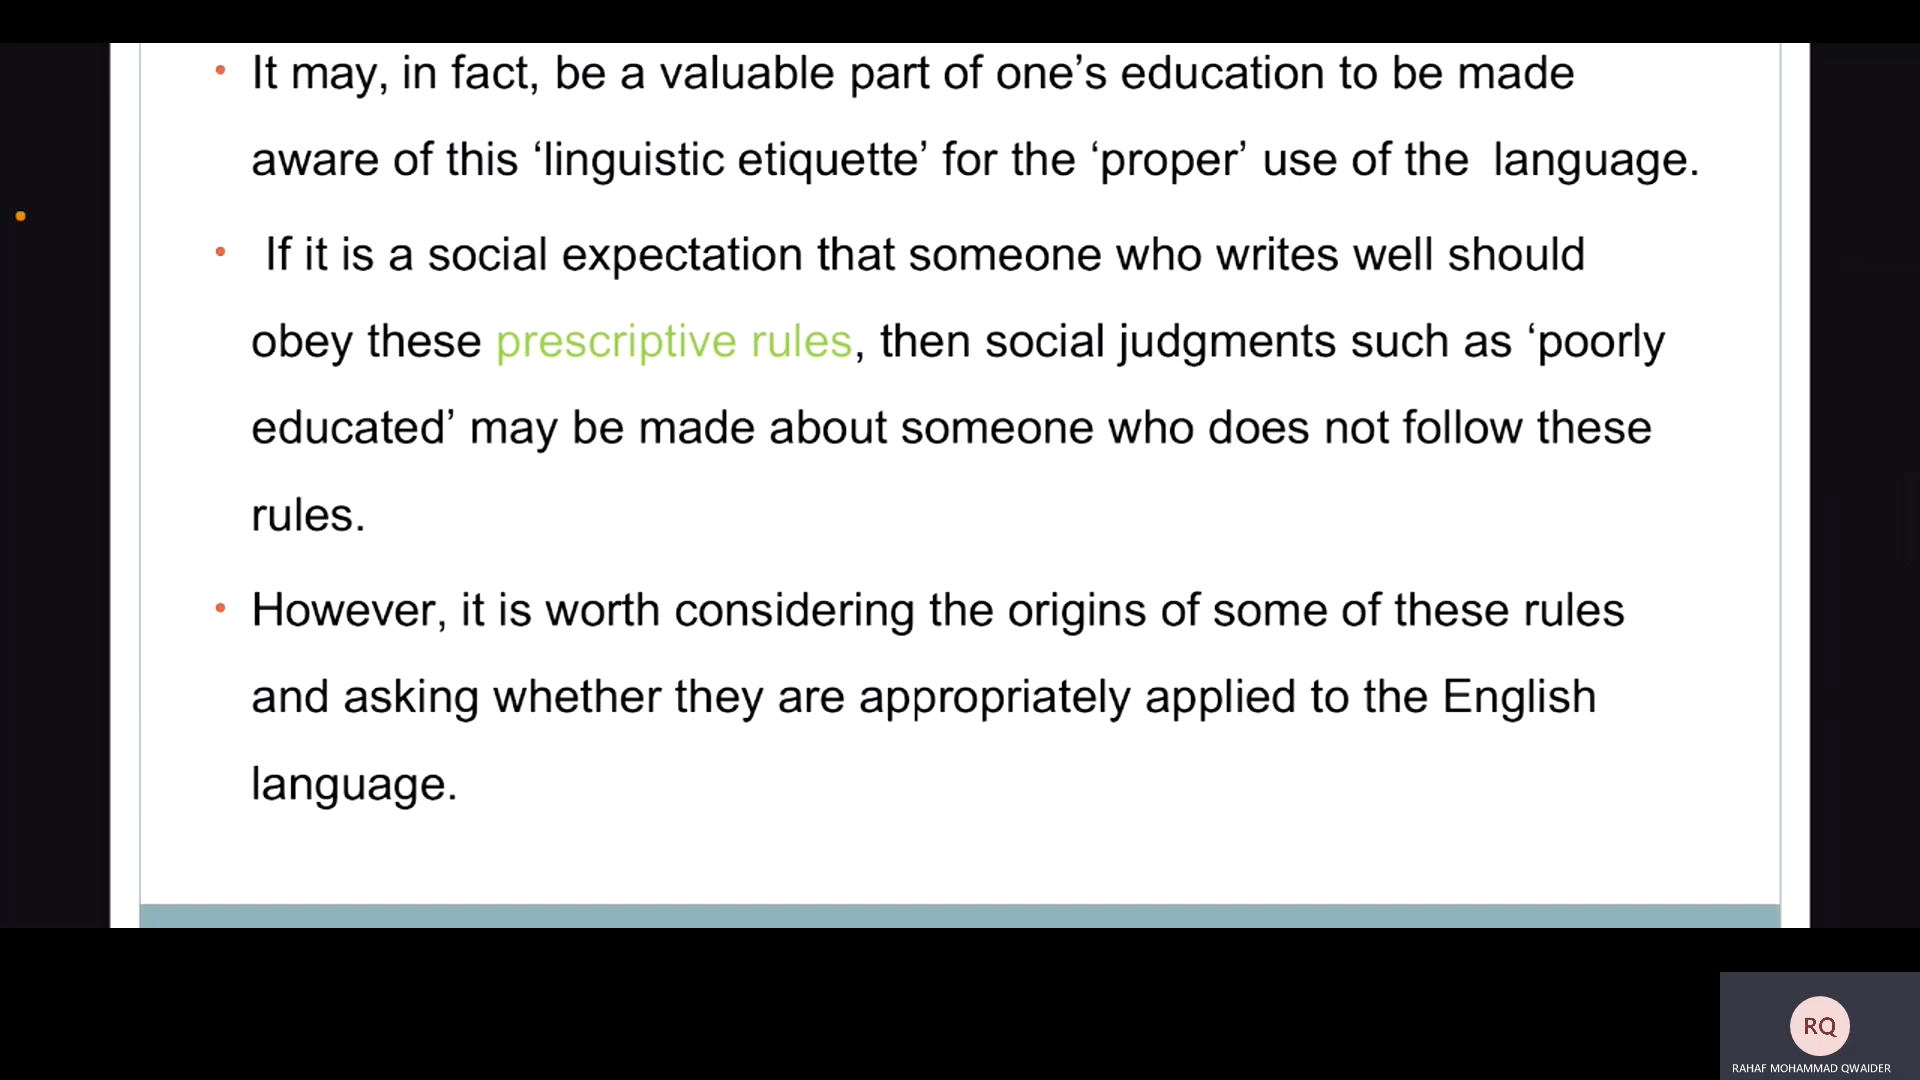 • It may, in fact, be a valuable part of one’s education to be made
aware of this ‘linguistic etiquette’ for the ‘proper’ use of the language.
• If it is a social expectation that someone who writes well should
obey these prescriptive rules, then social judgments such as ‘poorly
educated’ may be made about someone who does not follow these
rules.
• However, it is worth considering the origins of some of these rules
and asking whether they are appropriately applied to the English
language.
RQ
RAHAF MOHAMMAD QWAIDER